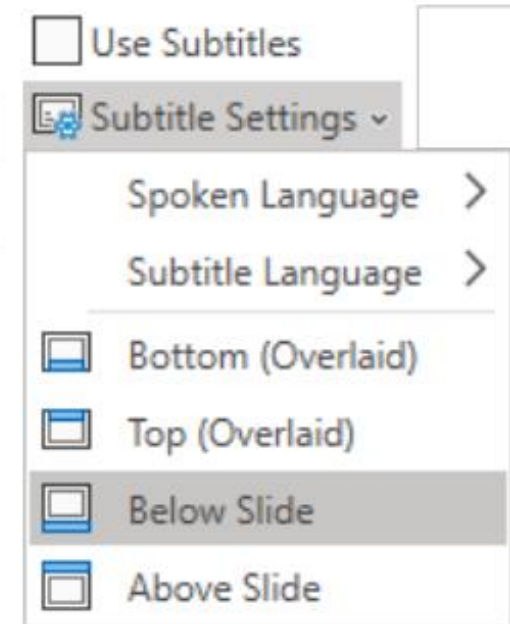 Use Subtitles
Subtitle Settings
Spoken Language
Subtitle Language
Bottom (Overlaid)
Top (Overlaid)
Below Slide
Above Slide